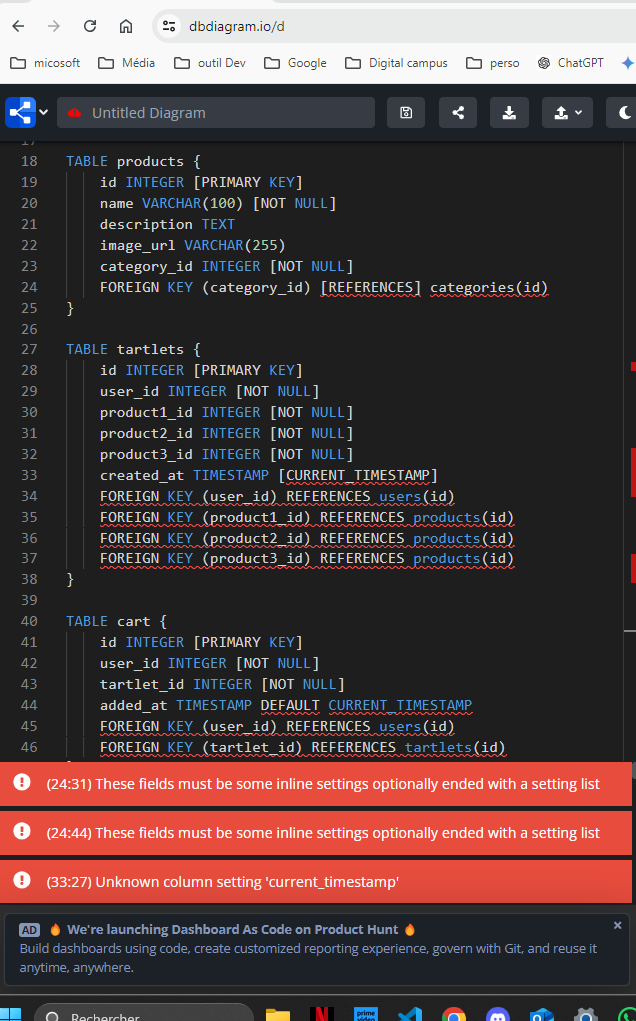 dbdiagram.io/d
micosoft
Média
outil Dev
Google
Digital campus
perso
ChatGPT
Untitled Diagram
17
18 TABLE products {
19 id INTEGER [PRIMARY KEY]
20 name VARCHAR(100) [NOT NULL]
21 description TEXT
22 image_url VARCHAR(255)
23 category_id INTEGER [NOT NULL]
24 FOREIGN KEY (category_id) [REFERENCES] categories(id)
25 }
26
27 TABLE tartlets {
28 id INTEGER [PRIMARY KEY]
29 user_id INTEGER [NOT NULL]
30 product1_id INTEGER [NOT NULL]
31 product2_id INTEGER [NOT NULL]
32 product3_id INTEGER [NOT NULL]
33 created_at TIMESTAMP [CURRENT_TIMESTAMP]
34 FOREIGN KEY (user_id) REFERENCES users(id)
35 FOREIGN KEY (product1_id) REFERENCES products(id)
36 FOREIGN KEY (product2_id) REFERENCES products(id)
37 FOREIGN KEY (product3_id) REFERENCES products(id)
38 }
39
40 TABLE cart {
41 id INTEGER [PRIMARY KEY]
42 user_id INTEGER [NOT NULL]
43 tartlet_id INTEGER [NOT NULL]
44 added_at TIMESTAMP DEFAULT CURRENT_TIMESTAMP
45 FOREIGN KEY (user_id) REFERENCES users(id)
46 FOREIGN KEY (tartlet_id) REFERENCES tartlets(id)
(24:31) These fields must be some inline settings optionally ended with a setting list
(24:44) These fields must be some inline settings optionally ended with a setting list
(33:27) Unknown column setting 'current_timestamp'
AD 🔥 We're launching Dashboard As Code on Product Hunt 🔥
Build dashboards using code, create customized reporting experience, govern with Git, and reuse it
anytime, anywhere.
Rechercher
prime
video